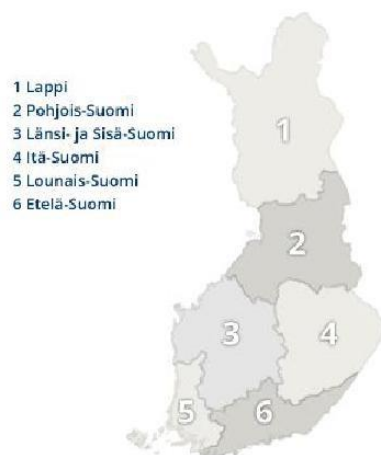 1 Lappi
2 Pohjois-Suomi
3 Länsi- ja Sisä-Suomi
4 Itä-Suomi
5 Lounais-Suomi
6 Etelä-Suomi
1
2
3
4
5
6